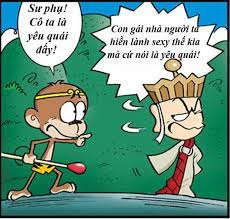 Sư phụ!
Cô ta là
yêu quái
đấy!
Con gái nhà người ta
hiền lành sexy thế kia
mà cứ nói là yêu quái!